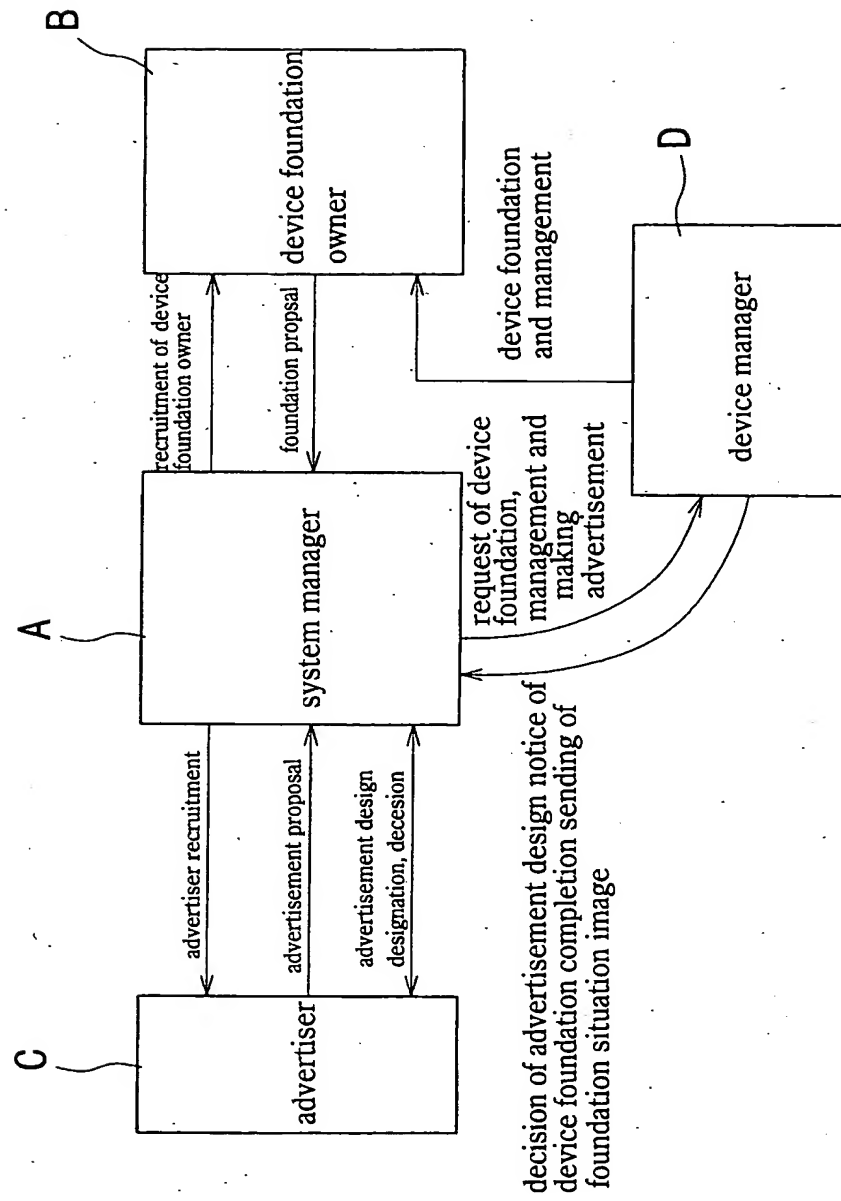 C
advertiser
advertiser recruitment
advertisement proposal
advertisement design
designation, decesion
A
system manager
recruitment of device
foundation owner
foundation propsal
B
device foundation
owner
request of device
foundation,
management and
making
advertisement
decision of advertisement design notice of
device foundation completion sending of
foundation situation image
device foundation
and management
D
device manager